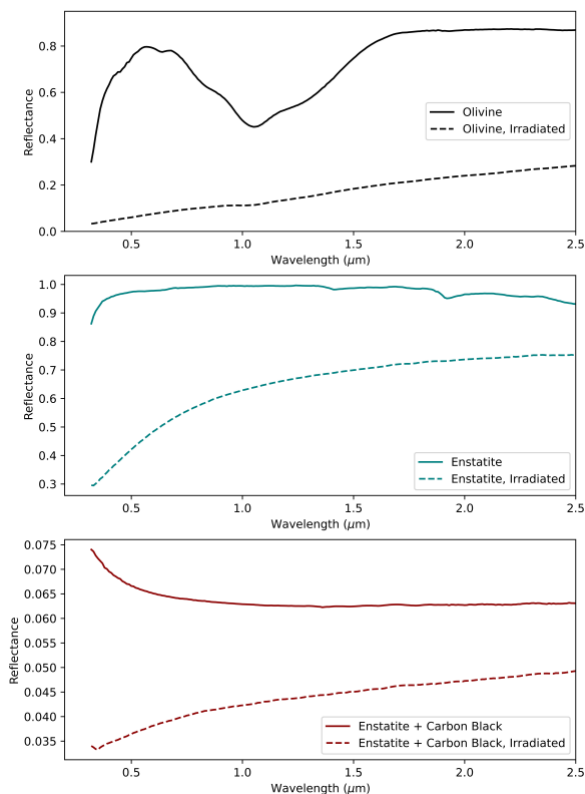 0.8
0.6
0.4
0.2
0.0
Reflectance
Olivine
Olivine, Irradiated
0.5 1.0 1.5 2.0 2.5
Wavelength (μm)
1.0
0.9
0.8
0.7
0.6
0.5
0.4
0.3
Reflectance
Enstatite
Enstatite, Irradiated
0.5 1.0 1.5 2.0 2.5
Wavelength (μm)
0.075
0.070
0.065
0.060
0.055
0.050
0.045
0.040
0.035
Reflectance
Enstatite + Carbon Black
Enstatite + Carbon Black, Irradiated
0.5 1.0 1.5 2.0 2.5
Wavelength (μm)